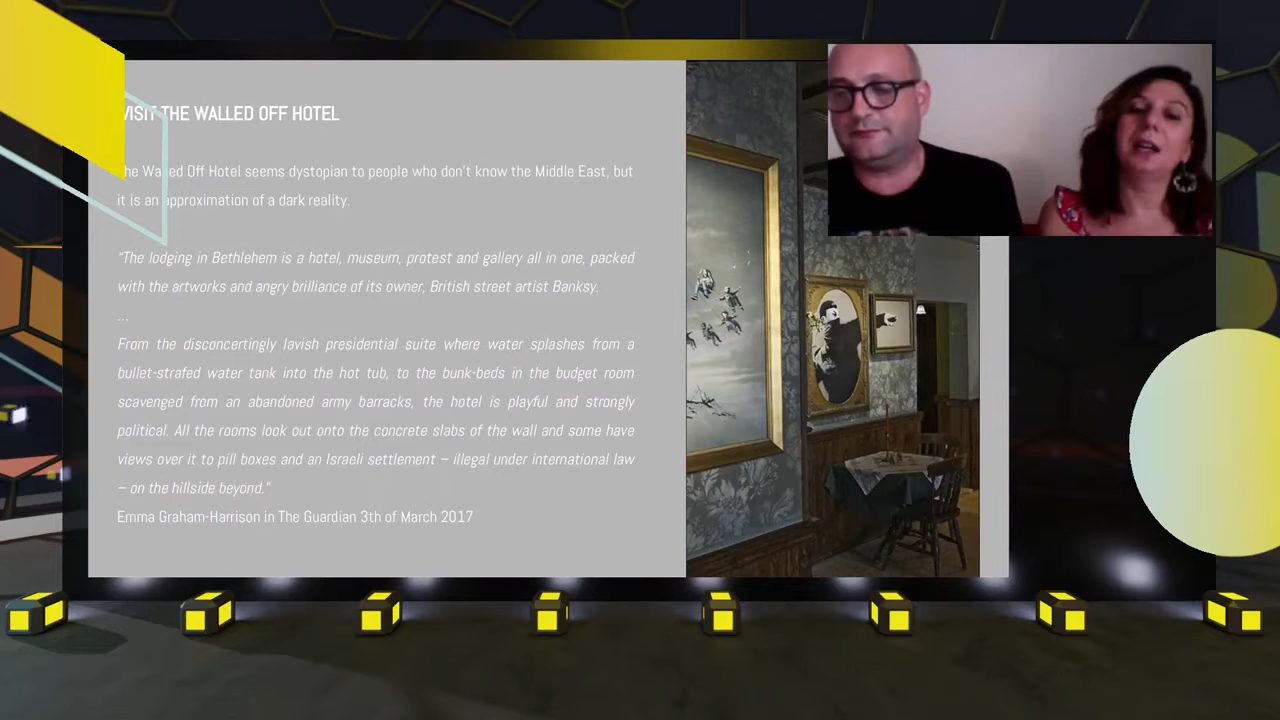 VISIT THE WALLED OFF HOTEL
he Walled Off Hotel seems dystopian to people who don't know the Middle East, but
it is an approximation of a dark reality.
"The lodging in Bethlehem is a hotel, museum, protest and gallery all in one, packed
with the artworks and angry brilliance of its owner, British street artist Banksy.
...
From the disconcertingly lavish presidential suite where water splashes from a
bullet-strafed water tank into the hot tub, to the bunk-beds in the budget room
scavenged from an abandoned army barracks, the hotel is playful and strongly
political. All the rooms look out onto the concrete slabs of the wall and some have
views over it to pill boxes and an Israeli settlement – illegal under international law
– on the hillside beyond."
Emma Graham-Harrison in The Guardian 3th of March 2017